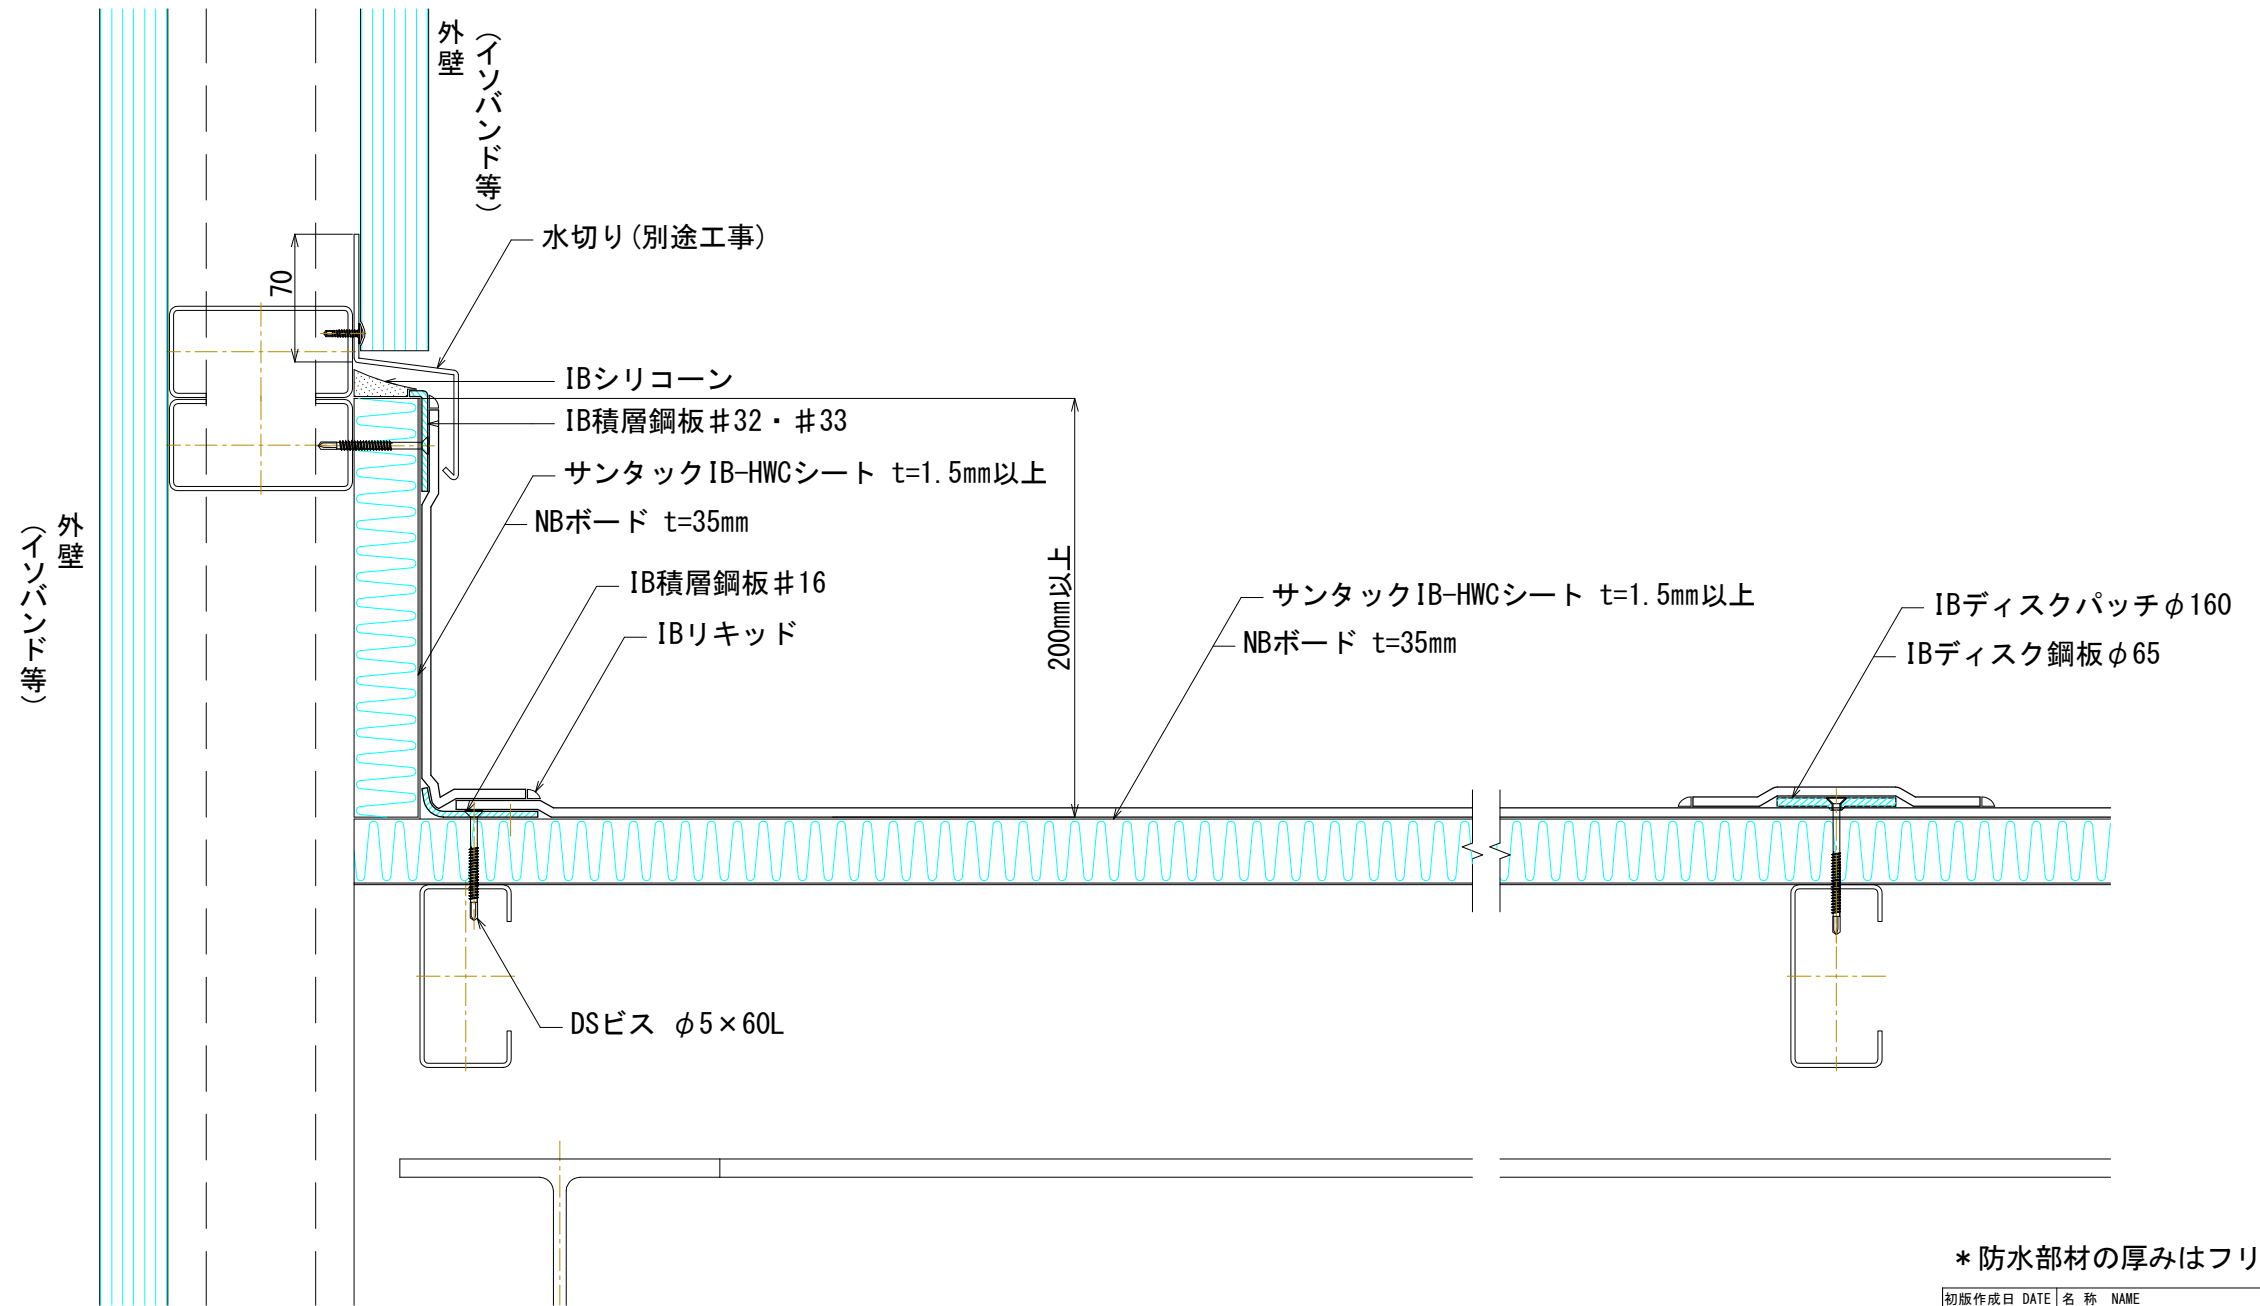 外壁
(イソバンド等)
水切り(別途工事)
70
IBシリコーン
IB積層鋼板♯32・♯33
サンタックIB-HWCシート t=1.5mm以上
NBボード t=35mm
IB積層鋼板♯16
IBリキッド
200mm以上
サンタックIB-HWCシート t=1.5mm以上
NBボード t=35mm
IBディスクパッチφ160
IBディスク鋼板φ65
外壁
(イソバンド等)
DSビス φ5×60L
*防水部材の厚みはフリ
初版作成日 DATE 名 称 NAME